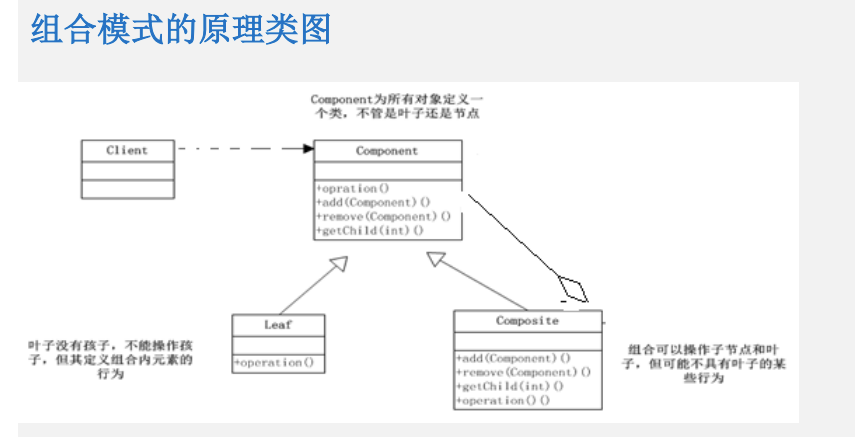 组合模式的原理类图
Component为所有对象定义一
个类，不管是叶子还是节点
Client
Component
+opration()
+add(Component)()
+remove(Component)()
+getChild(int)()
Leaf
+operation()
Composite
+add(Component)()
+remove(Component)()
+getChild(int)()
+operation()()
叶子没有孩子，不能操作孩
子，但其定义组合内元素的
行为
组合可以操作子节点和叶
子，但可能不具有叶子的某
些行为